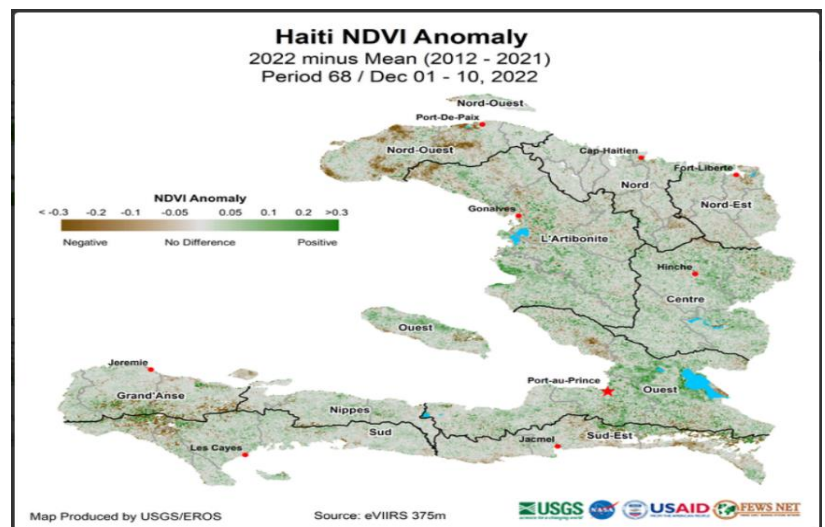 Haiti NDVI Anomaly
2022 minus Mean (2012 - 2021)
Period 68 / Dec 01 - 10, 2022
Nord-Ouest
Port-De-Paix
Nord-Ouest
Cap-Haitien
Fort-Liberte
Nord
Nord-Est
NDVI Anomaly
< -0.3 -0.2 -0.1 -0.05 0.05 0.1 0.2 >0.3
Negative No Difference Positive
Gonaives
L'Artibonite
Hinche
Centre
Ouest
Jeremie
Port-au-Prince
Ouest
Grand'Anse
Nippes
Sud
Sud-Est
Les Cayes
Jacmel
Map Produced by USGS/EROS
Source: eVIIRS 375m
USGS
NASA
USAID
FEWS NET